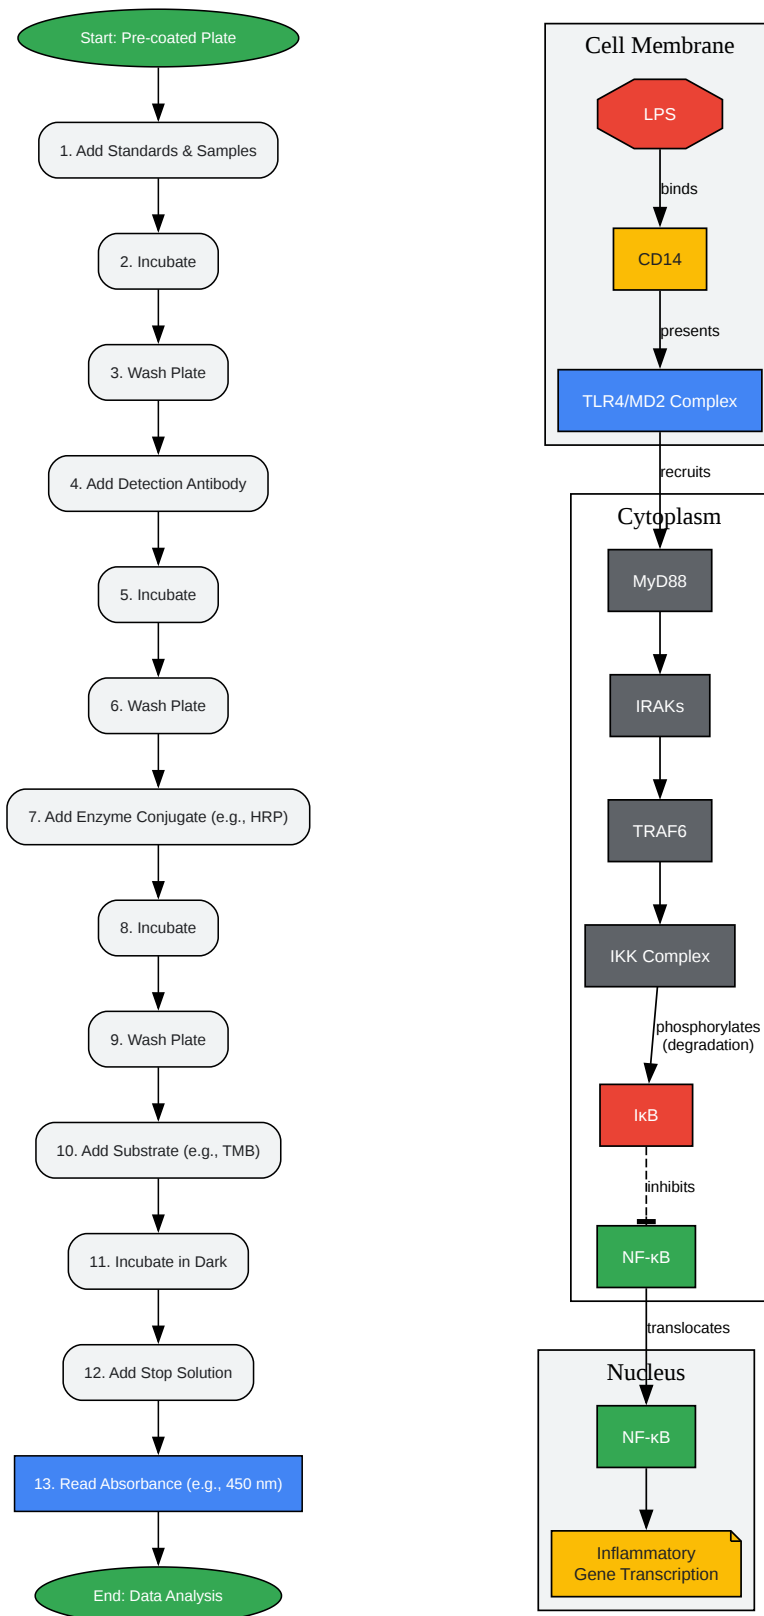 Start: Pre-coated Plate
1. Add Standards & Samples
2. Incubate
3. Wash Plate
4. Add Detection Antibody
5. Incubate
6. Wash Plate
7. Add Enzyme Conjugate (e.g., HRP)
8. Incubate
9. Wash Plate
10. Add Substrate (e.g., TMB)
11. Incubate in Dark
12. Add Stop Solution
13. Read Absorbance (e.g., 450 nm)
End: Data Analysis
Cell Membrane
LPS
binds
CD14
presents
TLR4/MD2 Complex
recruits
Cytoplasm
MyD88
IRAKs
TRAF6
IKK Complex
phosphorylates
(degradation)
IκB
inhibits
NF-κB
translocates
Nucleus
NF-κB
Inflammatory
Gene Transcription